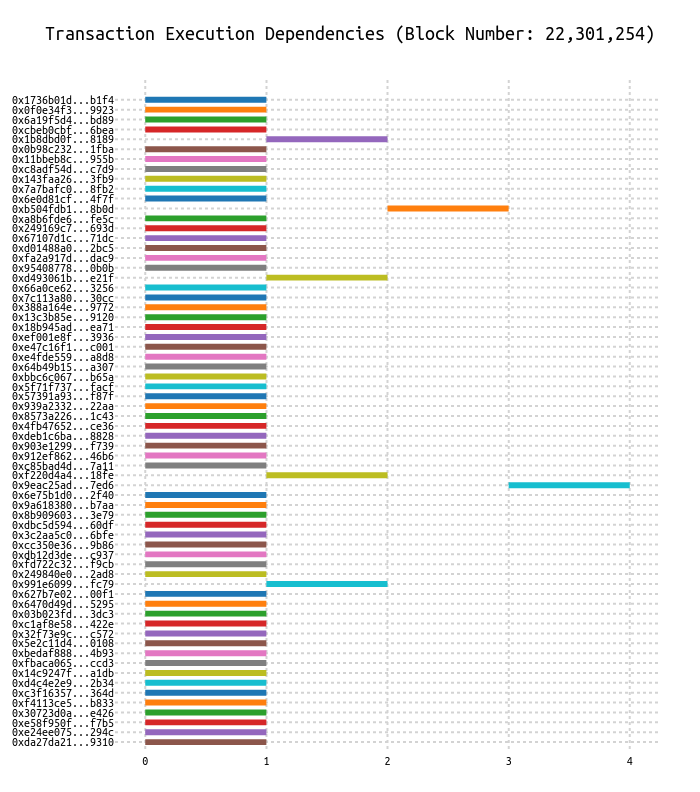 Transaction Execution Dependencies (Block Number: 22,301,254)
0x1736b01d...b1f4
0x0f0e34f3...9923
0x6a19f5d4...bd89
0xcbeb0cbf...6bea
0x1b8dbd0f...8189
0x0b98c232...1fba
0x11bbeb8c...955b
0xc8adf54d...c7d9
0x143faa26...3fb9
0x7a7bafc0...8fb2
0x6e0d81cf...4f7f
0xb504fdb1...8b0d
0xa8b6fde6...fe5c
0x249169c7...693d
0x67107d1c...71dc
0xd01488a0...2bc5
0xfa2a917d...dac9
0x95408778...0b0b
0xd493061b...e21f
0x66a0ce62...3256
0x7c113a80...30cc
0x388a164e...9772
0x13c3b85e...9120
0x18b945ad...ea71
0xef001e8f...3936
0xe47c16f1...c001
0xe4fde559...a8d8
0x64b49b15...a307
0xbbc6c067...b65a
0x5f71f737...facf
0x57391a93...f87f
0x939a2332...22aa
0x8573a226...1c43
0x4fb47652...ce36
0xdeb1c6ba...8828
0x903e1299...f739
0x912ef862...46b6
0xc85bad4d...7a11
0xf220d4a4...18fe
0x9eac25ad...7ed6
0x6e75b1d0...2f40
0x9a618380...b7aa
0x8b909603...3e79
0xdbc5d594...60df
0x3c2aa5c0...6bfe
0xcc350e36...9b86
0xdb12d3de...c937
0xfd722c32...f9cb
0x249840e0...2ad8
0x991e6099...fc79
0x627b7e02...00f1
0x6470d49d...5295
0x03b023fd...3dc3
0xc1af8e58...422e
0x32f73e9c...c572
0x5e2c11d4...0108
0xbedaf888...4b93
0xfbaca065...ccd3
0x14c9247f...a1db
0xd4c4e2e9...2b34
0xc3f16357...364d
0xf4113ce5...b833
0x30723d0a...e426
0xe58f950f...f7b5
0xe24ee075...294c
0xda27da21...9310
0 1 2 3 4